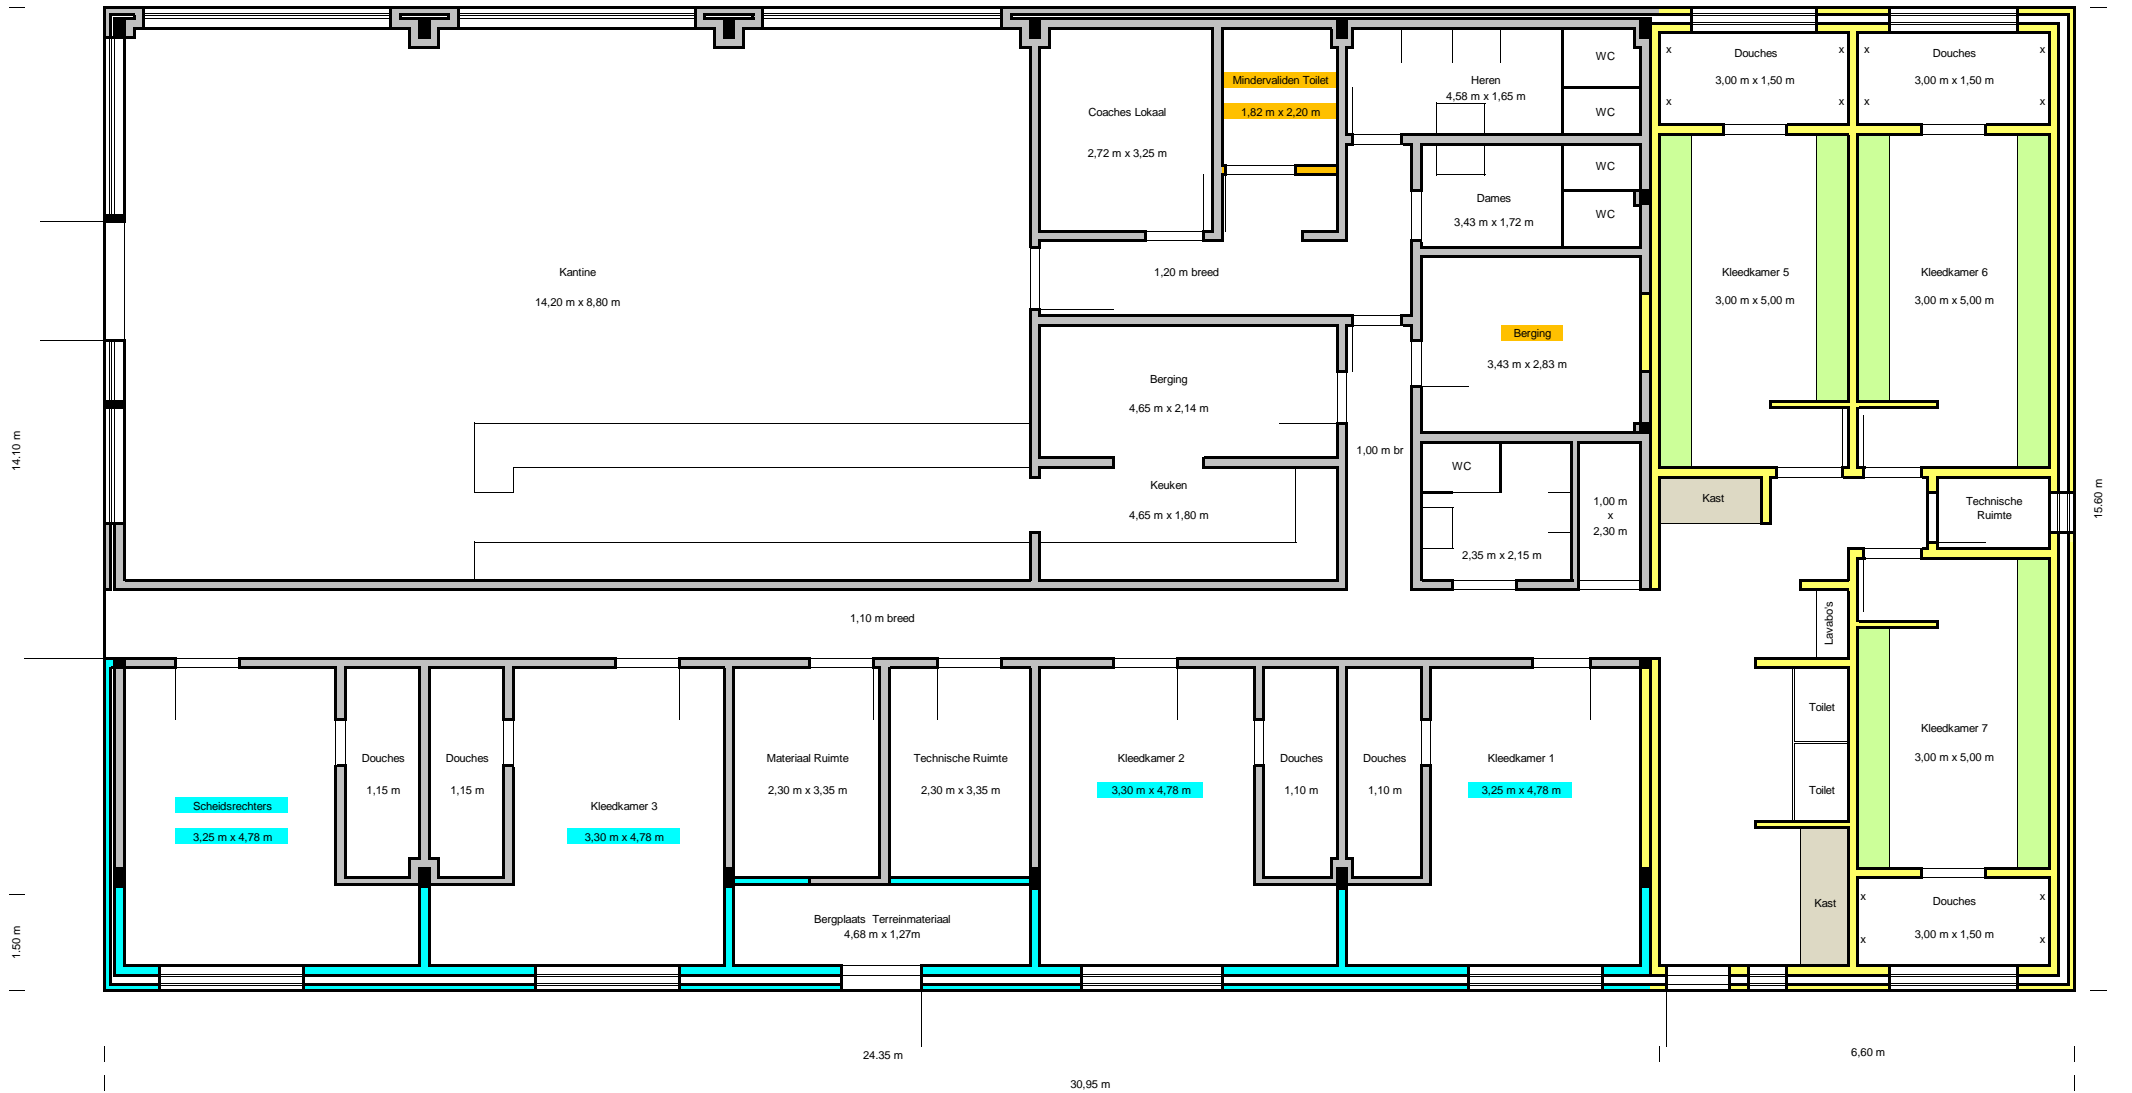 Douches
3,00 m x 1,50 m
x
x
x
x
Douches
3,00 m x 1,50 m
x
x
x
x
WC
WC
Heren
4,58 m x 1,65 m
Mindervaliden Toilet
1,82 m x 2,20 m
Coaches Lokaal
2,72 m x 3,25 m
WC
WC
Dames
3,43 m x 1,72 m
Kantine
14,20 m x 8,80 m
1,20 m breed
Kleedkamer 5
3,00 m x 5,00 m
Kleedkamer 6
3,00 m x 5,00 m
Berging
3,43 m x 2,83 m
Berging
4,65 m x 2,14 m
14.10 m
1,00 m br
WC
Keuken
4,65 m x 1,80 m
1,00 m
x
2,30 m
2,35 m x 2,15 m
Kast
Technische
Ruimte
15.60 m
1,10 m breed
Lavabo's
Toilet
Toilet
Kleedkamer 7
3,00 m x 5,00 m
Scheidsrechters
3,25 m x 4,78 m
Douches
1,15 m
Douches
1,15 m
Kleedkamer 3
3,30 m x 4,78 m
Materiaal Ruimte
2,30 m x 3,35 m
Technische Ruimte
2,30 m x 3,35 m
Kleedkamer 2
3,30 m x 4,78 m
Douches
1,10 m
Douches
1,10 m
Kleedkamer 1
3,25 m x 4,78 m
Bergplaats Terreinmateriaal
4,68 m x 1,27m
Kast
x
x
Douches
3,00 m x 1,50 m
x
x
1.50 m
24.35 m
6,60 m
30,95 m